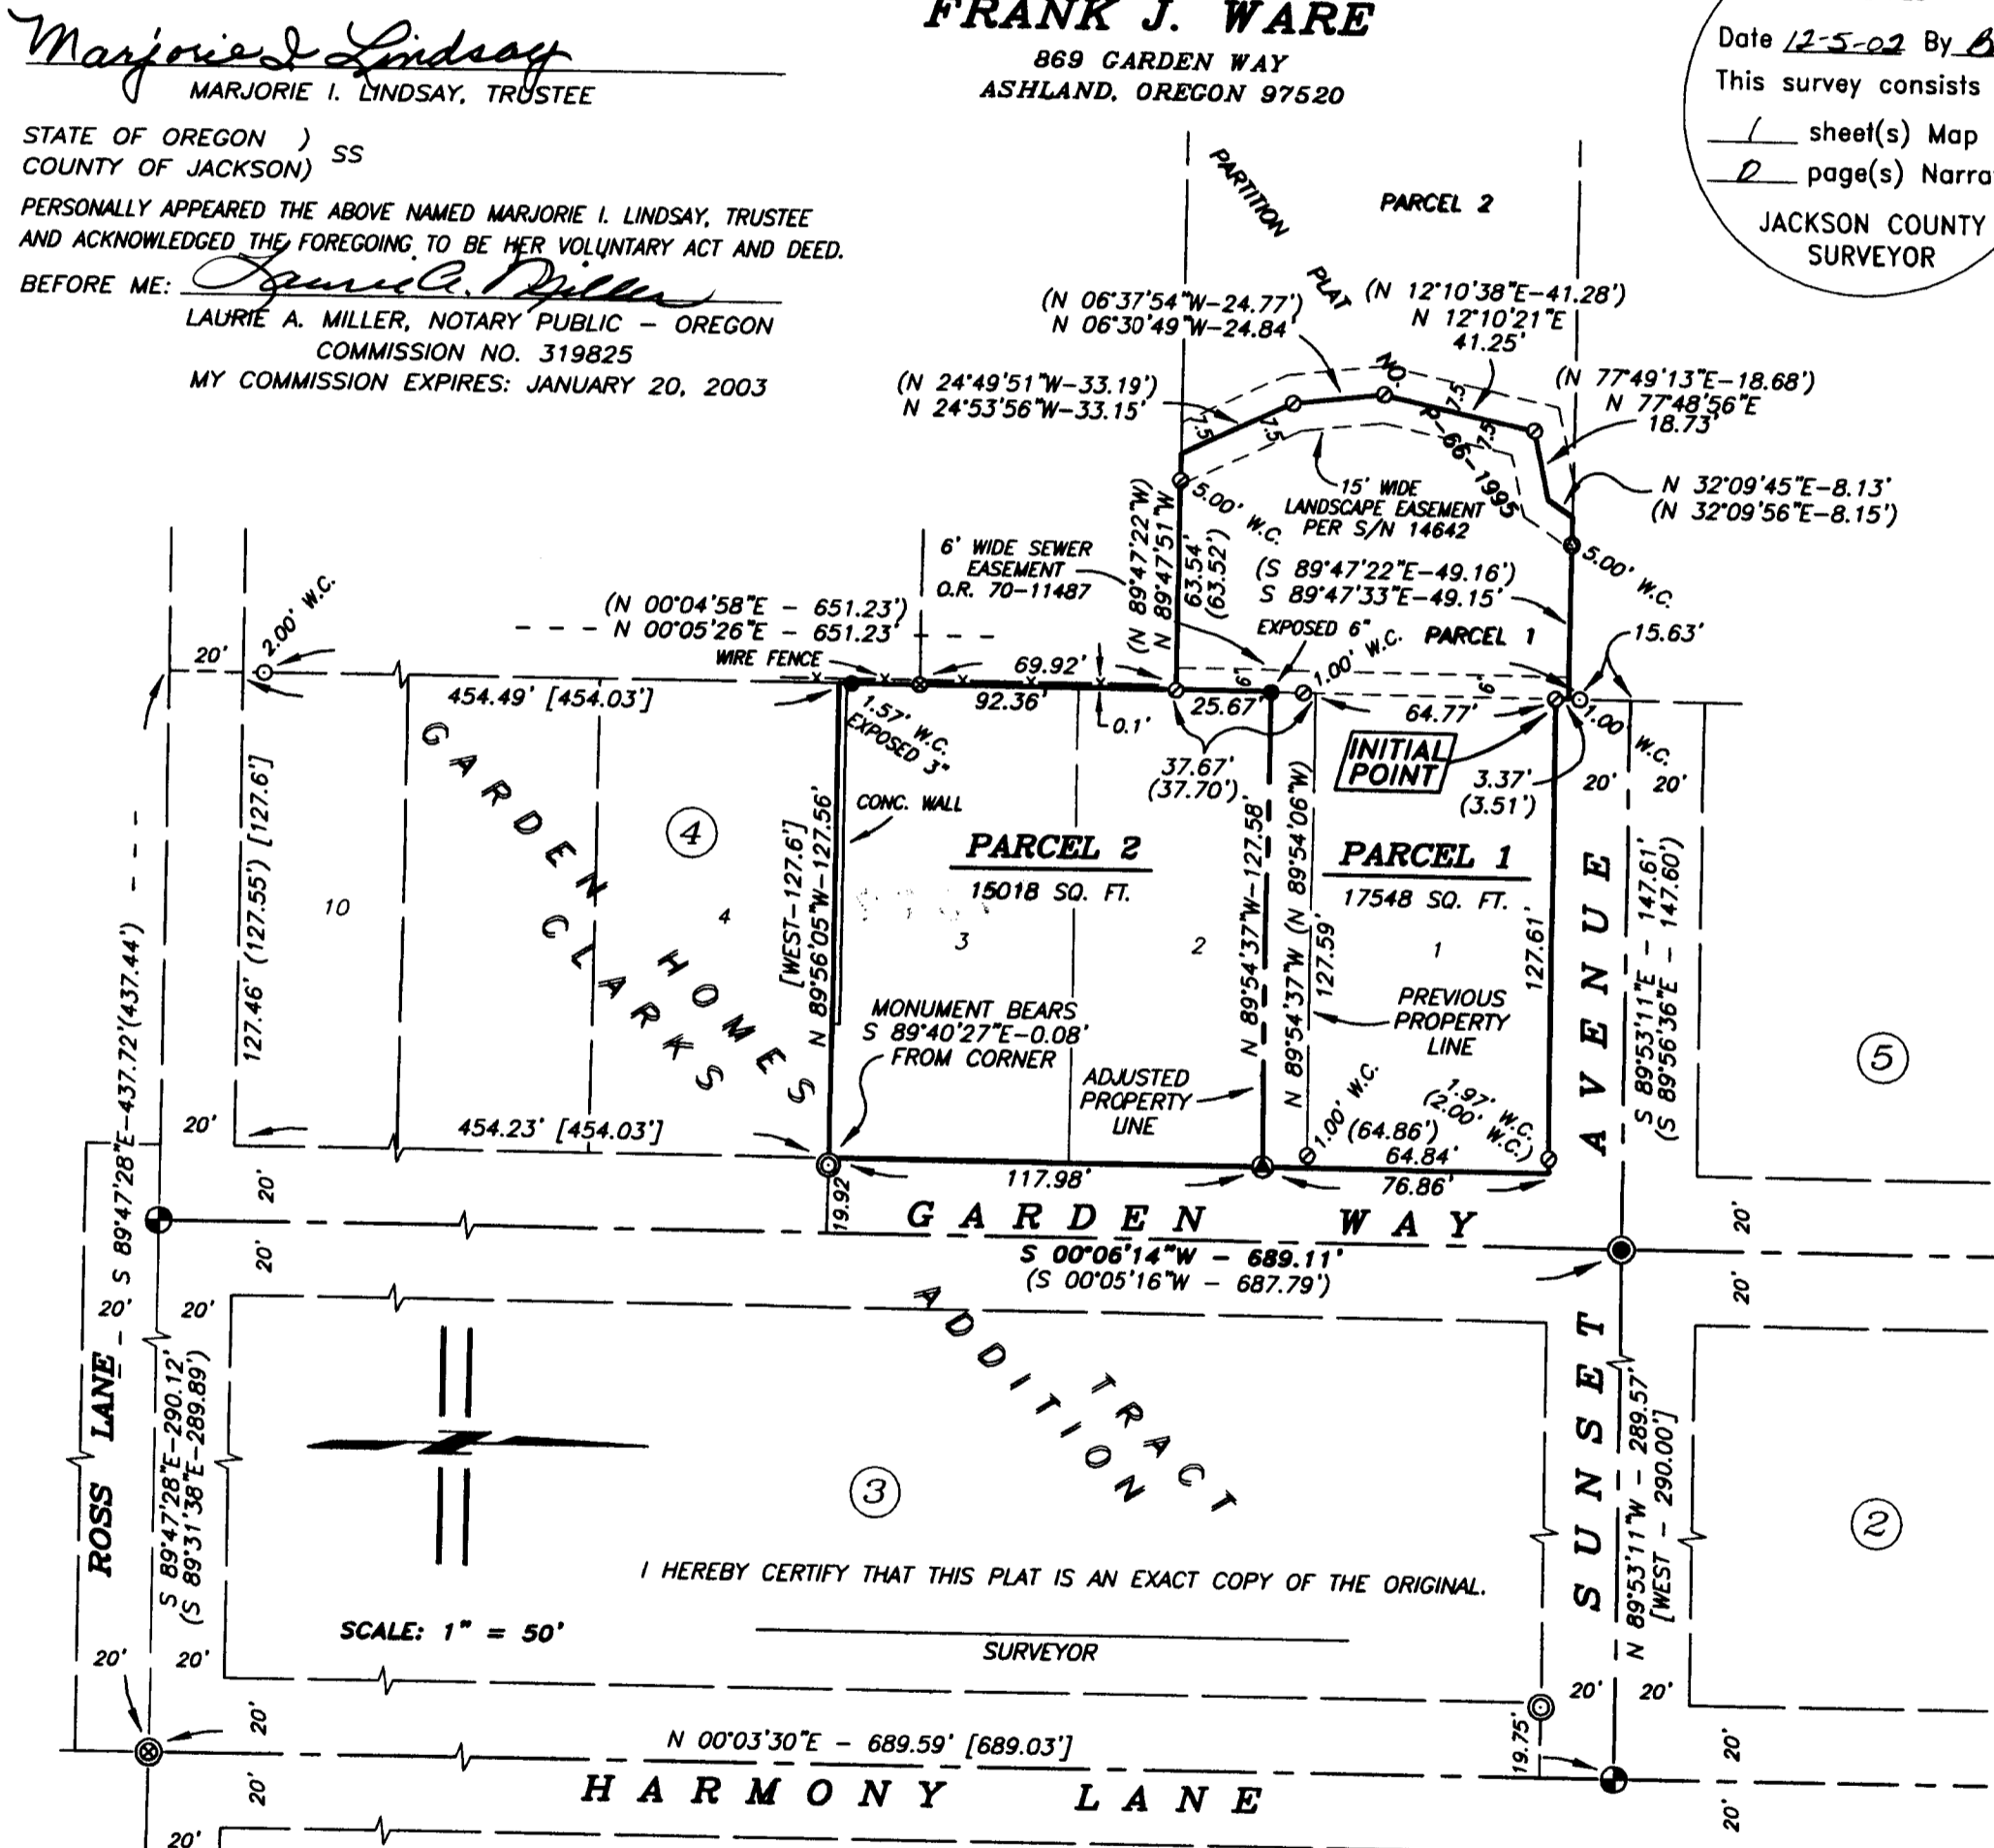 Marjorie I Lindsay
MARJORIE I. LINDSAY, TRUSTEE
STATE OF OREGON )
COUNTY OF JACKSON) SS
PERSONALLY APPEARED THE ABOVE NAMED MARJORIE I. LINDSAY, TRUSTEE
AND ACKNOWLEDGED THE FOREGOING TO BE HER VOLUNTARY ACT AND DEED.
BEFORE ME: Laurie A. Miller
LAURIE A. MILLER, NOTARY PUBLIC – OREGON
COMMISSION NO. 319825
MY COMMISSION EXPIRES: JANUARY 20, 2003
FRANK J. WARE
869 GARDEN WAY
ASHLAND, OREGON 97520
Date 12-5-02 By
This survey consists
1 sheet(s) Map
0 page(s) Narra
JACKSON COUNTY
SURVEYOR
PARTITION
PLAT
NO.
P-66-1995
PARCEL 2
(N 06°37'54"W-24.77')
N 06°30'49"W-24.84'
(N 12°10'38"E-41.28')
N 12°10'21"E
41.25'
(N 24°49'51"W-33.19')
N 24°53'56"W-33.15'
(N 77°49'13"E-18.68')
N 77°48'56"E
18.73'
7.5'
7.5'
7.5'
7.5'
N 32°09'45"E-8.13'
(N 32°09'56"E-8.15')
15' WIDE
LANDSCAPE EASEMENT
PER S/N 14642
5.00' W.C.
5.00' W.C.
(N 89°47'22"W)
N 89°47'51"W
63.54'
(63.52')
(S 89°47'22"E-49.16')
S 89°47'33"E-49.15'
6' WIDE SEWER
EASEMENT
O.R. 70-11487
EXPOSED 6"
1.00' W.C.
PARCEL 1
15.63'
(N 00°04'58"E - 651.23')
N 00°05'26"E - 651.23'
WIRE FENCE
2.00' W.C.
20'
454.49' [454.03']
69.92'
92.36'
0.1'
25.67'
6'
6'
64.77'
1.00' W.C.
1.57' W.C.
EXPOSED 3"
37.67'
(37.70')
INITIAL
POINT
3.37'
(3.51')
20' 20'
CONC. WALL
GARDEN
HOMES
CLARKS
ADDITION
TRACT
10
4
4
3
2
1
PARCEL 2
15018 SQ. FT.
PARCEL 1
17548 SQ. FT.
127.46' (127.55') [127.6']
[WEST-127.6']
N 89°56'05"W-127.56'
N 89°54'37"W-127.58'
N 89°54'37"W (N 89°54'06"W)
127.59'
127.61'
S 89°53'11"E - 147.61'
(S 89°56'36"E - 147.60')
MONUMENT BEARS
S 89°40'27"E-0.08'
FROM CORNER
ADJUSTED
PROPERTY
LINE
PREVIOUS
PROPERTY
LINE
5
20'
454.23' [454.03']
1.00' W.C.
1.97' W.C.
(2.00' W.C.)
(64.86')
64.84'
117.98'
76.86'
19.92'
20'
20'
GARDEN WAY
S 00°06'14"W - 689.11'
(S 00°05'16"W - 687.79')
20'
20'
S 89°47'28"E-437.72'(437.44')
ROSS LANE
20' 20'
S 89°47'28"E-290.12'
(S 89°31'38"E-289.89')
SUNSET AVENUE
N 89°53'11"W - 289.57'
[WEST - 290.00']
3
2
I HEREBY CERTIFY THAT THIS PLAT IS AN EXACT COPY OF THE ORIGINAL.
SCALE: 1" = 50'
SURVEYOR
20' 20'
20' 20'
20'
N 00°03'30"E - 689.59' [689.03']
19.75'
20'
20'
HARMONY LANE
20'
20'